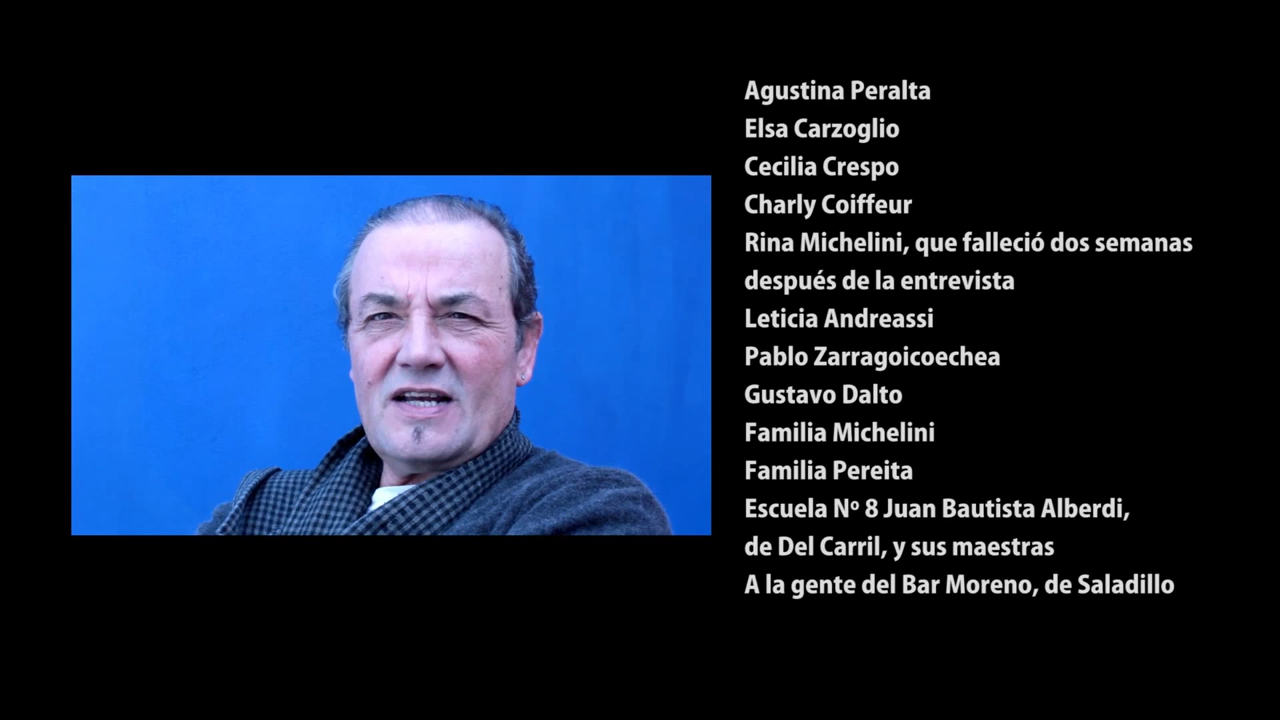 Agustina Peralta
Elsa Carzoglio
Cecilia Crespo
Charly Coiffeur
Rina Michelini, que falleció dos semanas
después de la entrevista
Leticia Andreassi
Pablo Zarragoicoechea
Gustavo Dalto
Familia Michelini
Familia Pereita
Escuela Nº 8 Juan Bautista Alberdi,
de Del Carril, y sus maestras
A la gente del Bar Moreno, de Saladillo